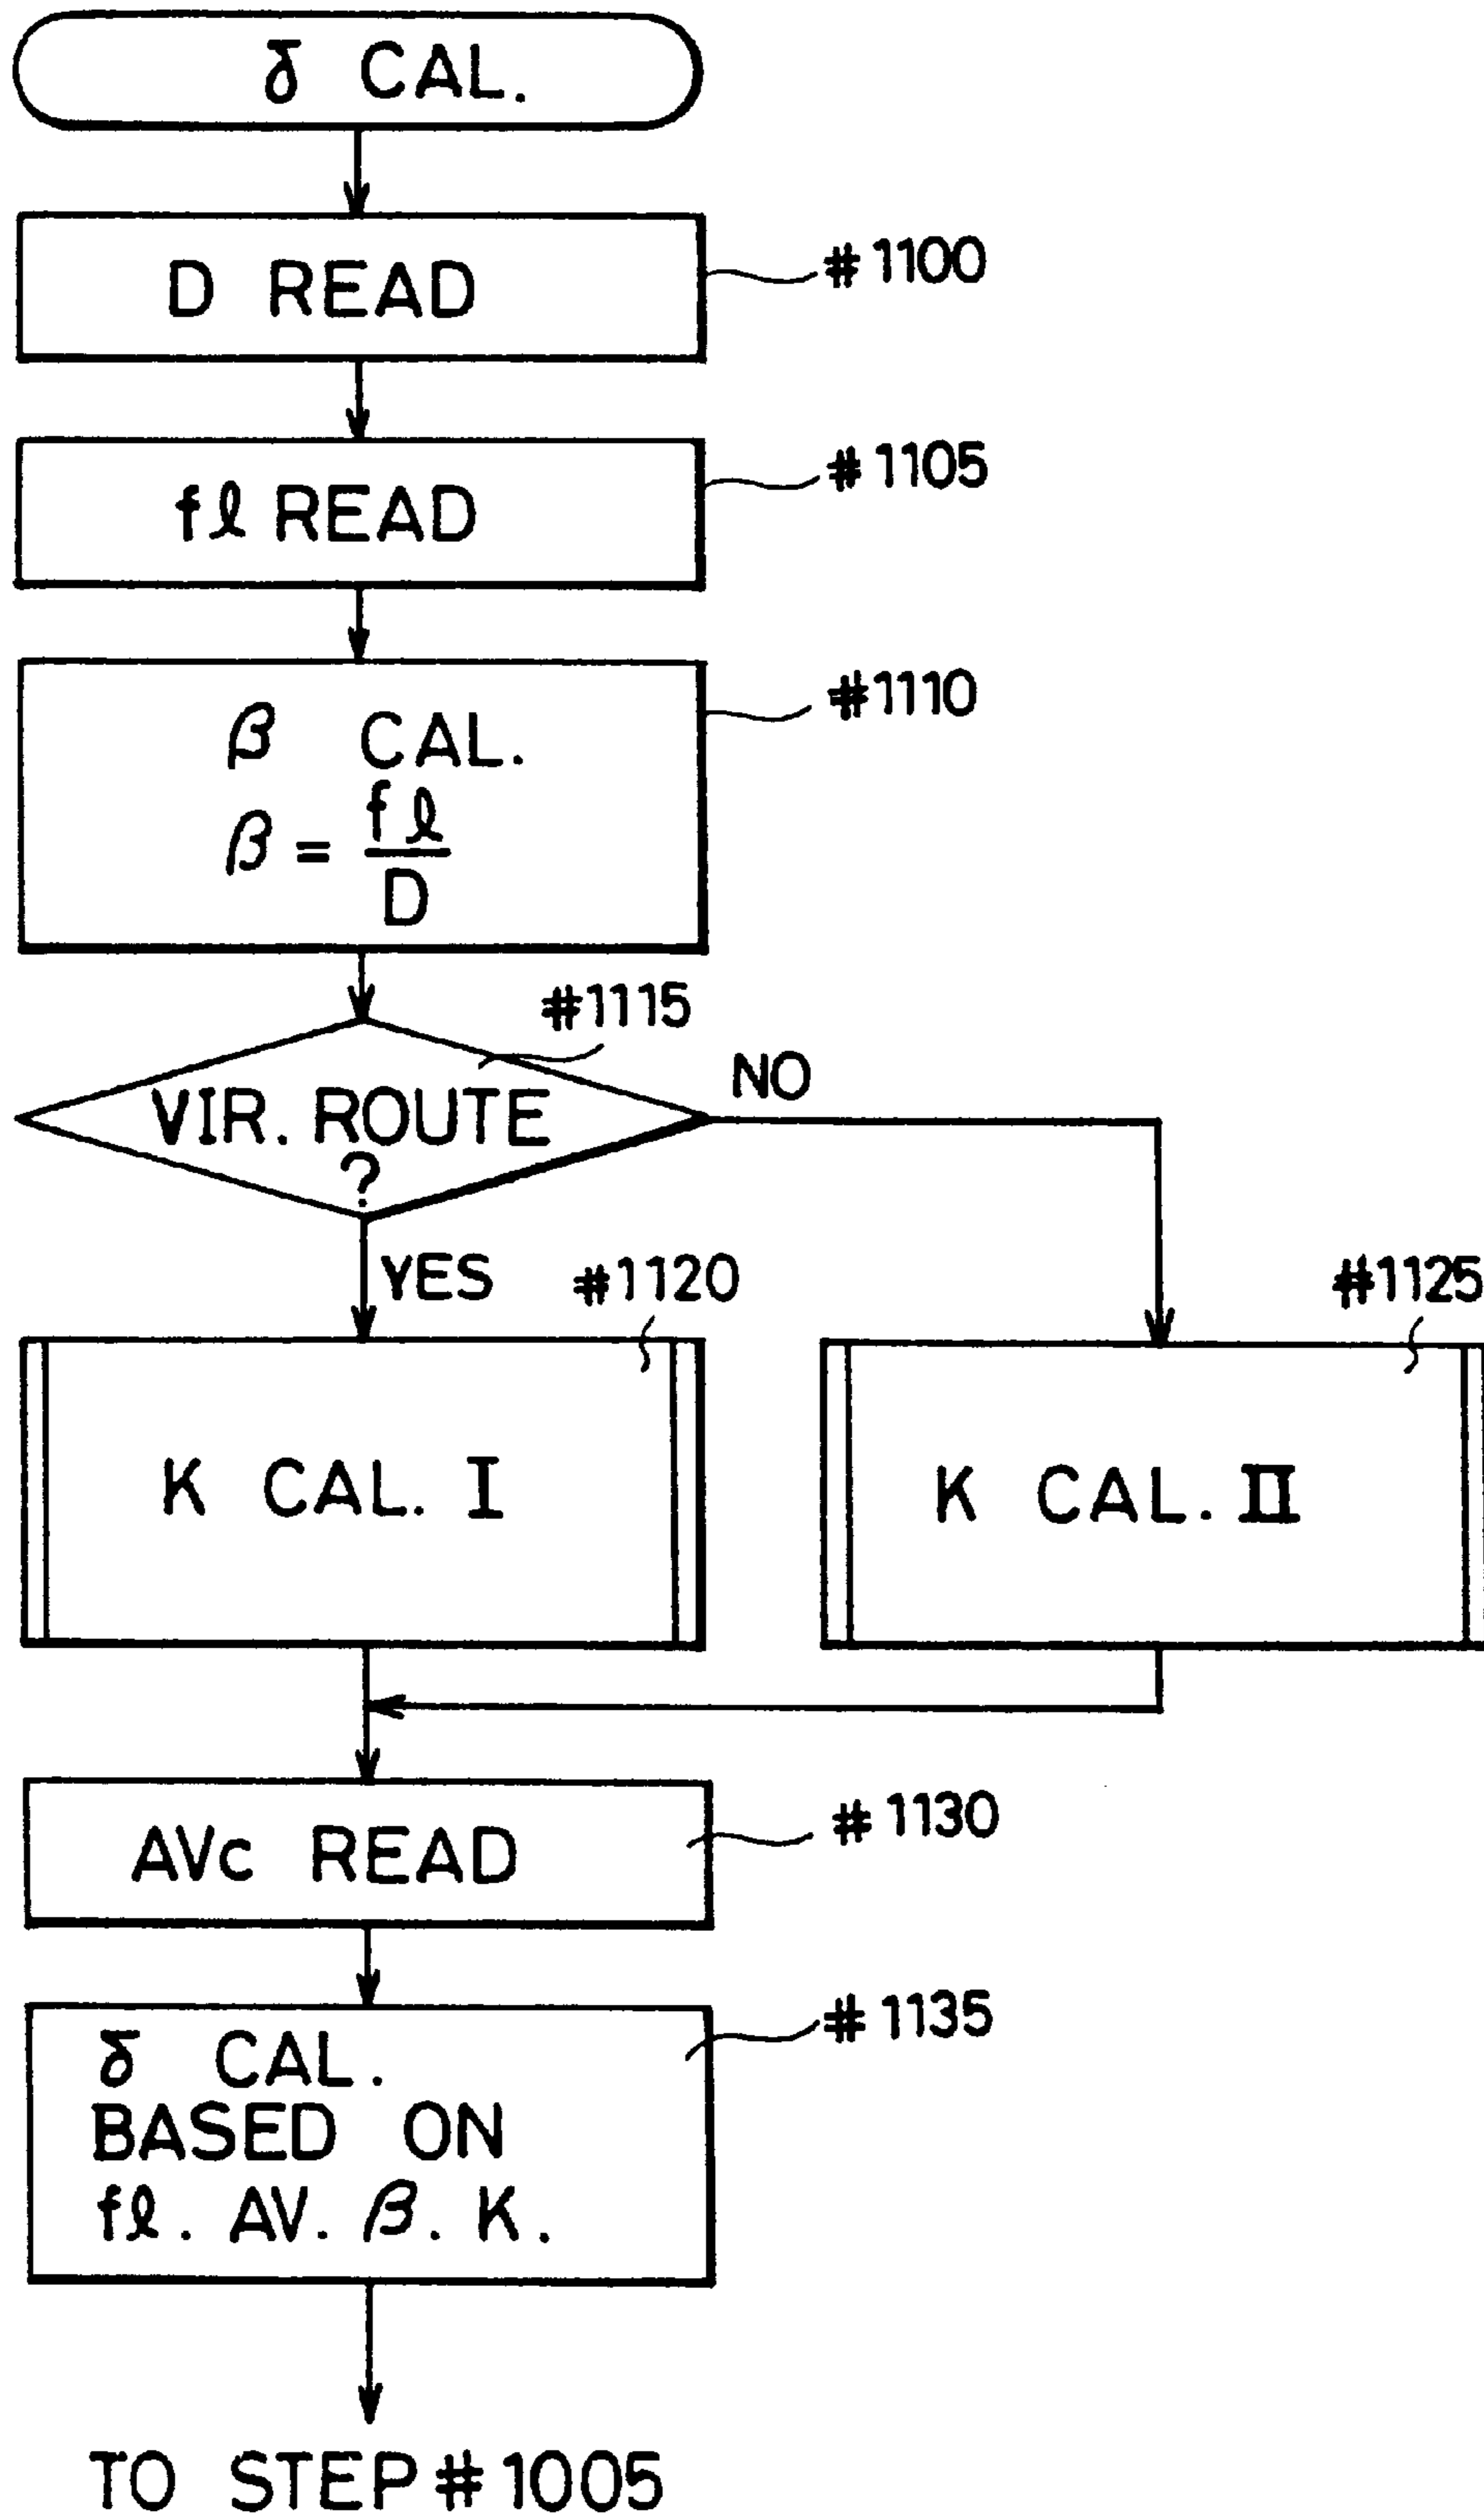 δ CAL.
D READ
#1100
fℓ READ
#1105
β CAL.
#1110
β = fℓ / D
#1115
VIR. ROUTE
?
NO
YES
#1120
#1125
K CAL. I
K CAL. II
AVc READ
#1130
δ CAL.
#1135
BASED ON
fℓ. AV. β. K.
TO STEP #1005